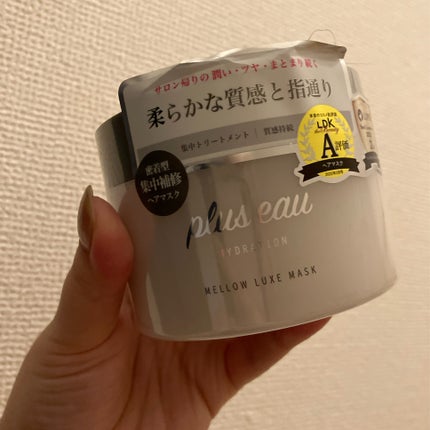 サロン帰りの潤い・ツヤ・まとまり続く
柔らかな質感と指通り
集中トリートメント
質感持続
密着型
集中補修
ヘアマスク
LDK
A評価
ヘアマスク
plus eau
HYDRATION
MELLOW LUXE MASK